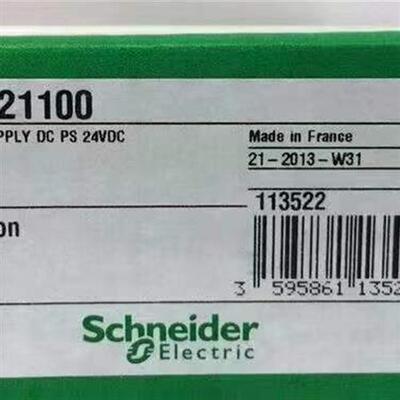 21100
PPLY DC PS 24VDC
Made in France
21-2013-W31
113522
on
3 595861 1352
Schneider
Electric